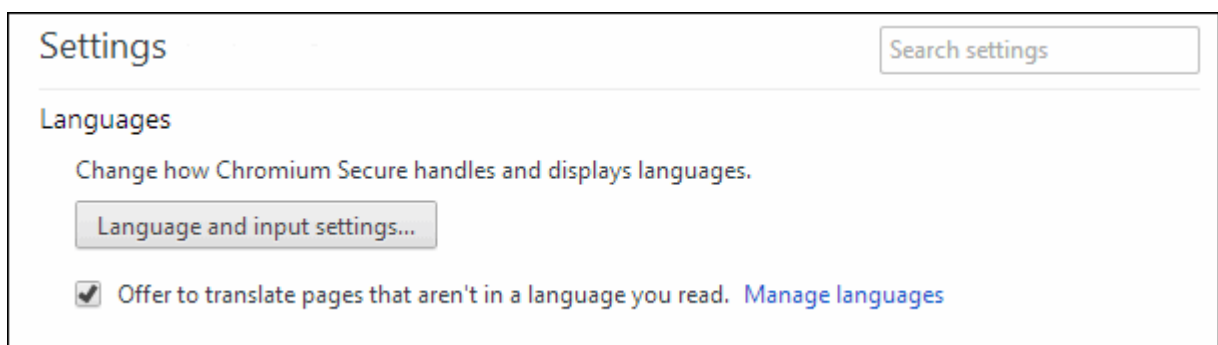 Settings
Search settings
Languages
Change how Chromium Secure handles and displays languages.
Language and input settings...
Offer to translate pages that aren't in a language you read. Manage languages